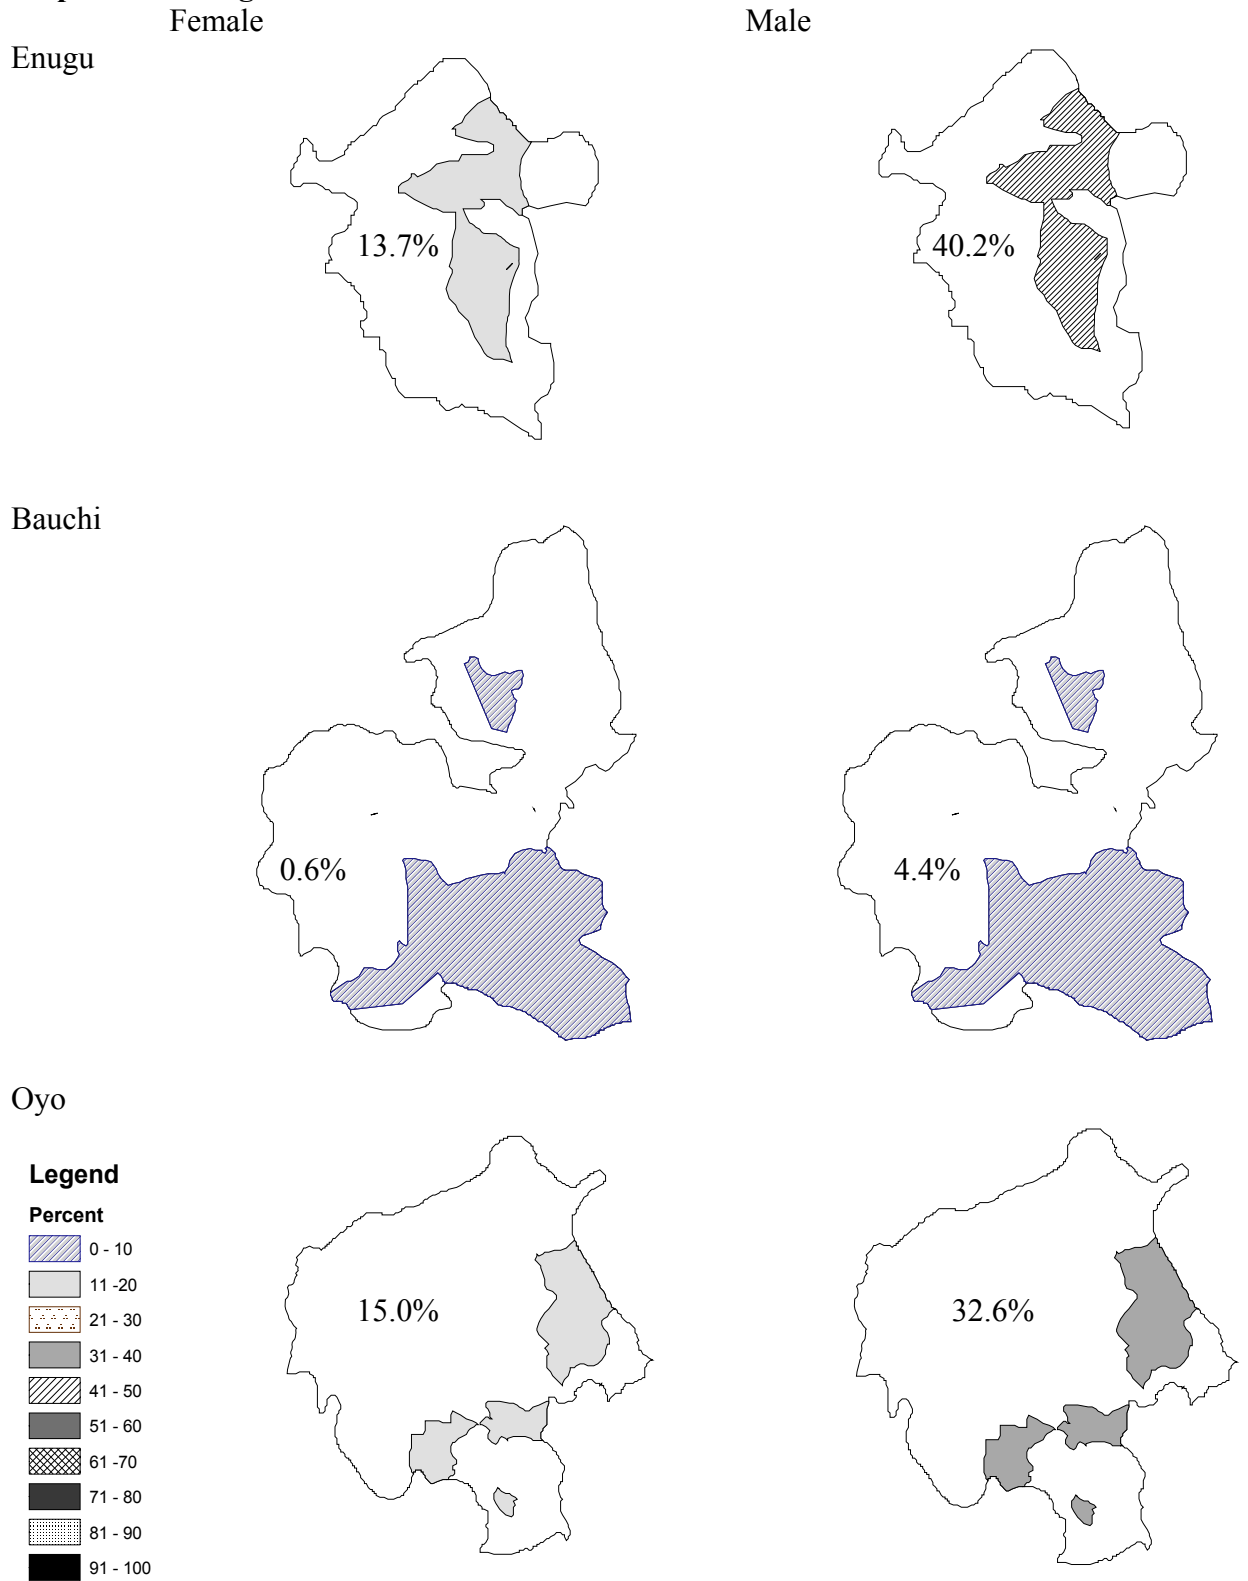 Female Male
Enugu
13.7% 40.2%
Bauchi
0.6% 4.4%
Oyo
Legend
Percent
0 - 10
11 -20
15.0% 32.6%
21 - 30
31 - 40
41 - 50
51 - 60
61 -70
71 - 80
81 - 90
91 - 100